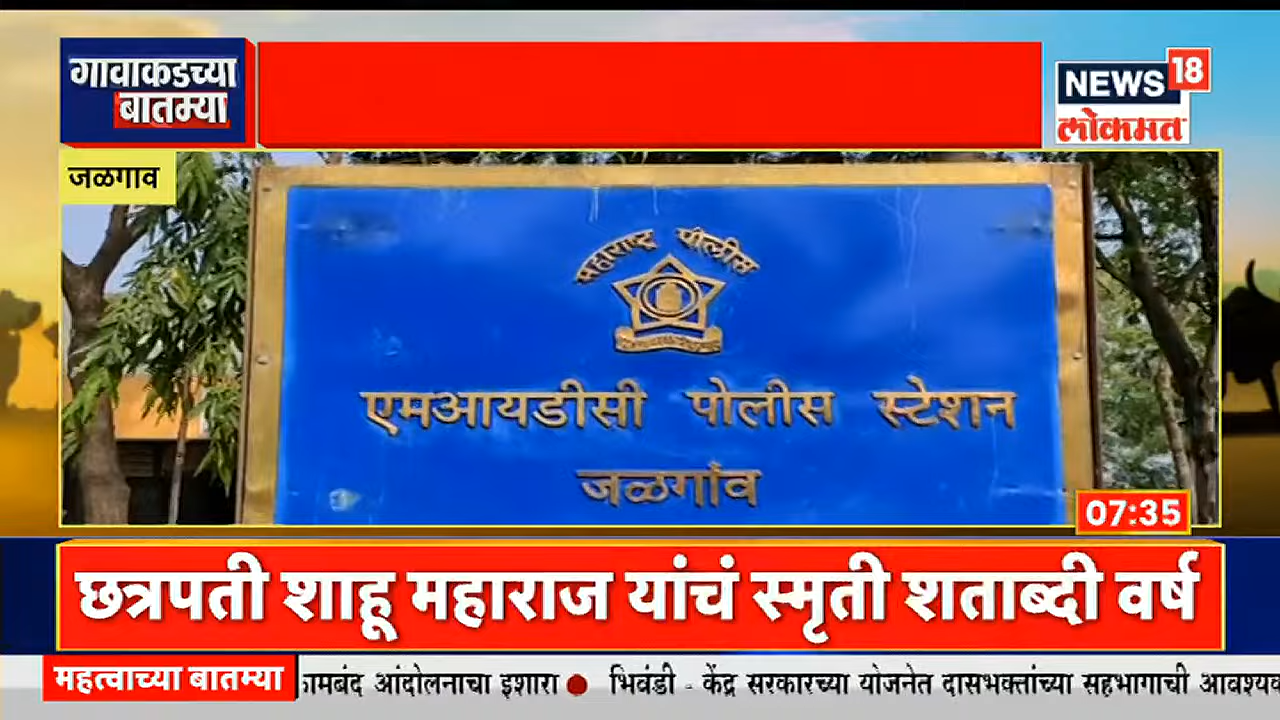 गावाकडच्या
बातम्या
NEWS 18
लोकमत
जळगाव
महाराष्ट्र पोलीस
एमआयडीसी पोलीस स्टेशन
जळगांव
07:35
छत्रपती शाहू महाराज यांचं स्मृती शताब्दी वर्ष
महत्वाच्या बातम्या
कामबंद आंदोलनाचा इशारा ● भिवंडी - केंद्र सरकारच्या योजनेत दासभक्तांच्या सहभागाची